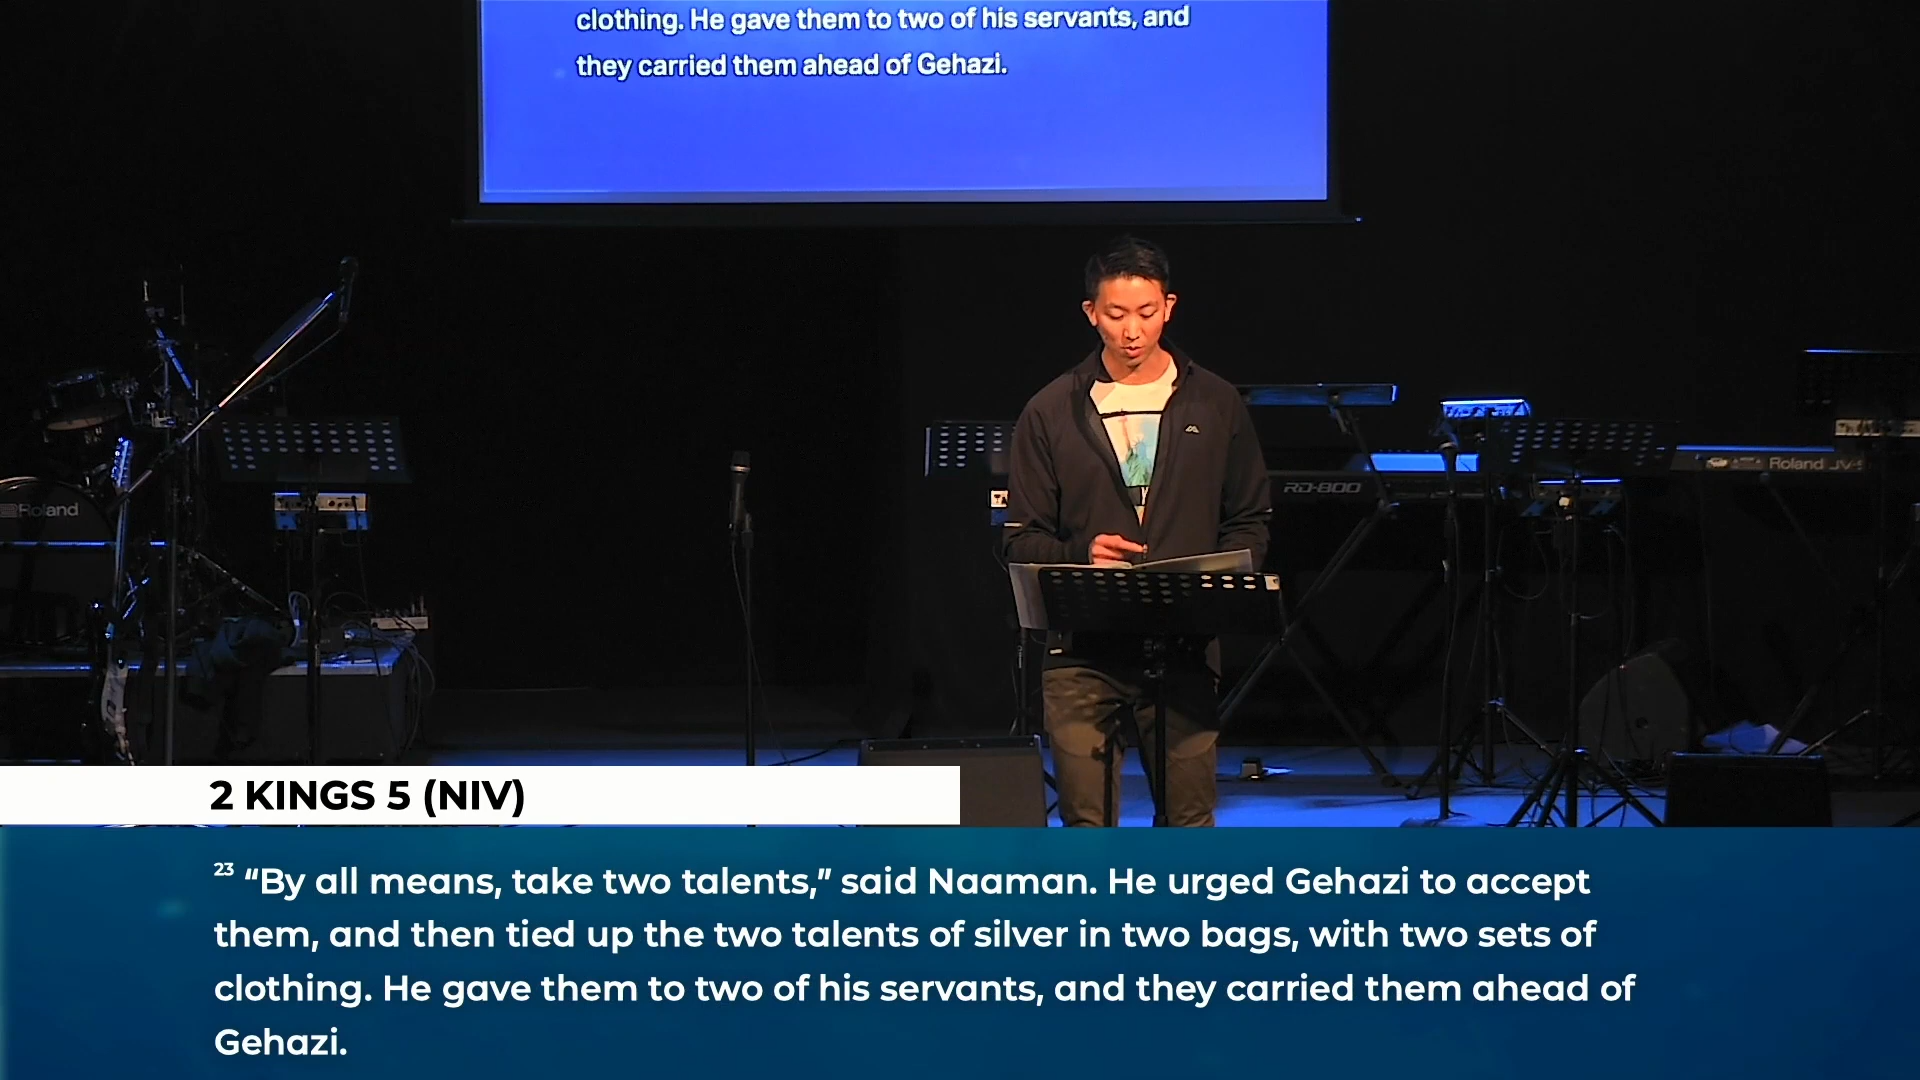 clothing. He gave them to two of his servants, and
they carried them ahead of Gehazi.
Roland
RD-800
Roland JV-
2 KINGS 5 (NIV)
23 “By all means, take two talents,” said Naaman. He urged Gehazi to accept
them, and then tied up the two talents of silver in two bags, with two sets of
clothing. He gave them to two of his servants, and they carried them ahead of
Gehazi.